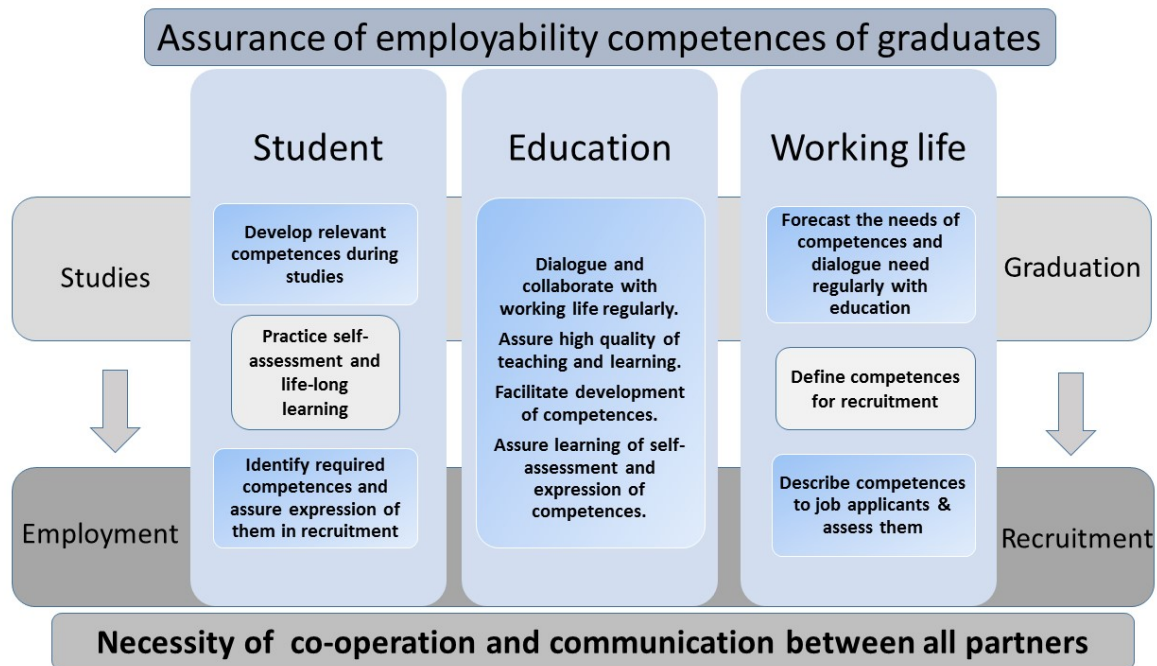 Assurance of employability competences of graduates
Student
Education
Working life
Studies
Graduation
Employment
Recruitment
Develop relevant
competences during
studies
Practice self-
assessment and
life-long
learning
Identify required
competences and
assure expression of
them in recruitment
Dialogue and
collaborate with
working life regularly.
Assure high quality of
teaching and learning.
Facilitate development
of competences.
Assure learning of self-
assessment and
expression of
competences.
Forecast the needs of
competences and
dialogue need
regularly with
education
Define competences
for recruitment
Describe competences
to job applicants &
assess them
Necessity of  co-operation and communication between all partners